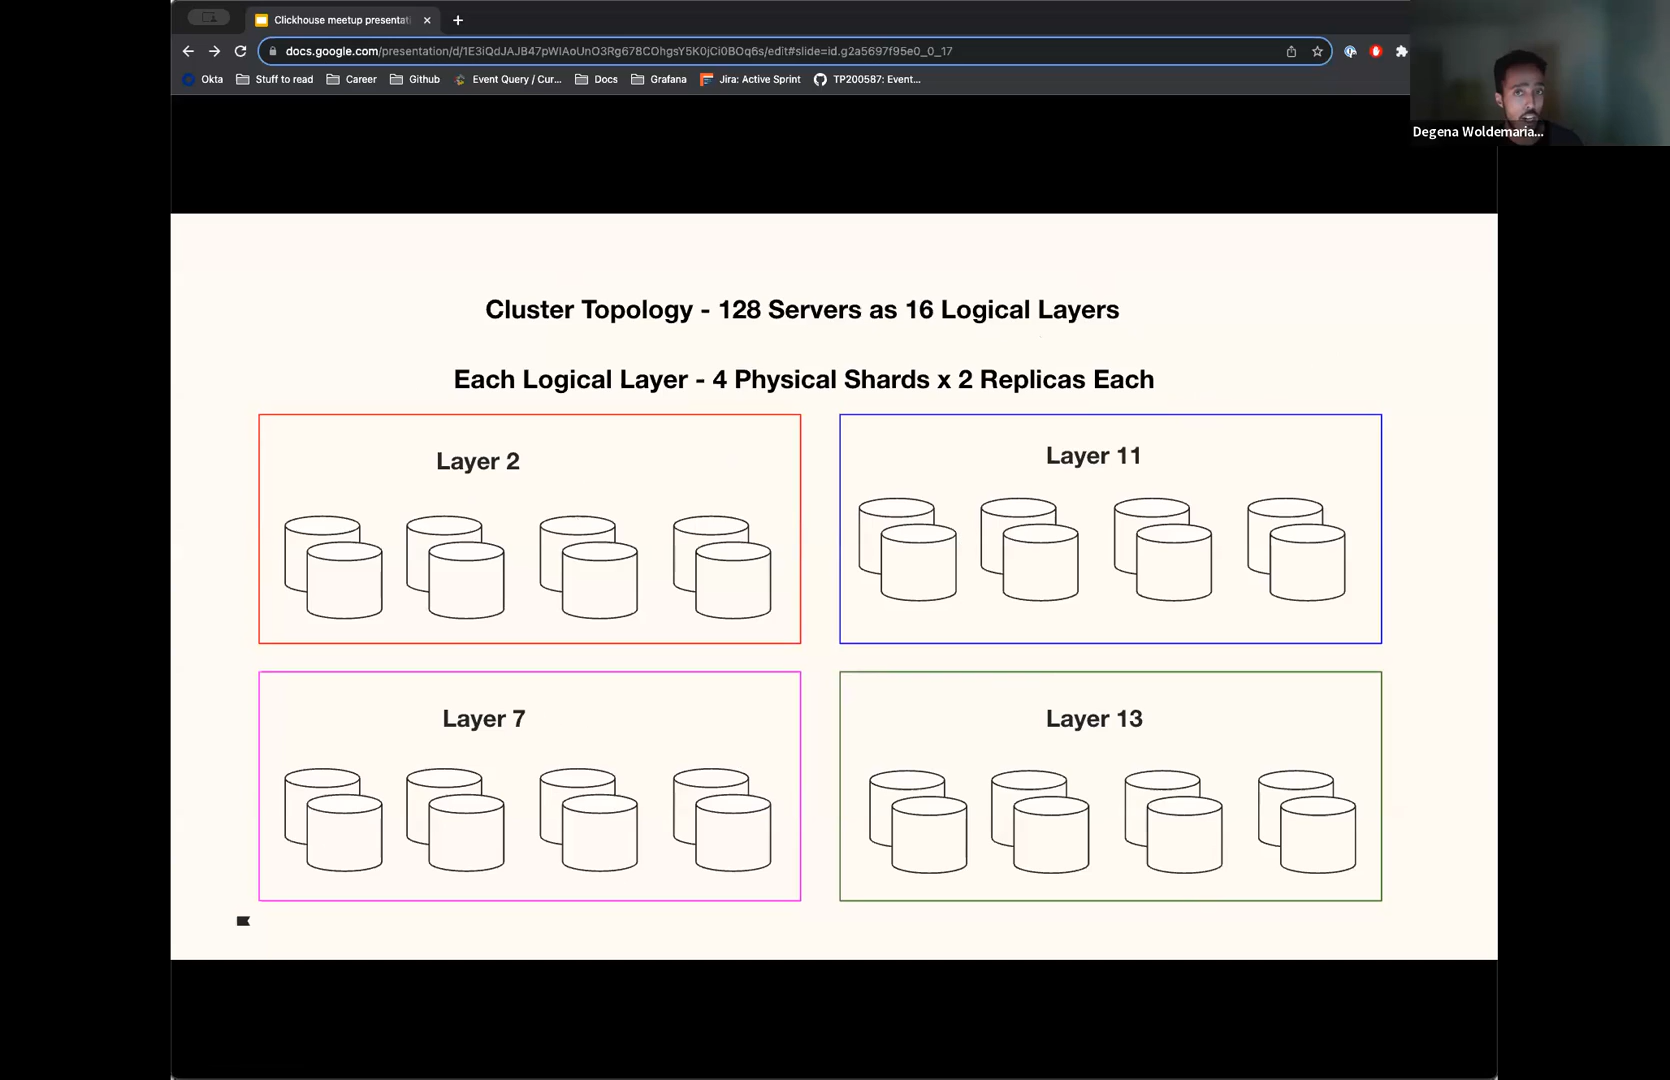 Clickhouse meetup presentati
docs.google.com/presentation/d/1E3iQdJAJB47pWIAoUnO3Rg678COhgsY5K0jCi0BOq6s/edit#slide=id.g2a5697f95e0_0_17
Okta Stuff to read Career Github Event Query / Cur... Docs Grafana Jira: Active Sprint TP200587: Event...
Degena Woldemaria...
Cluster Topology - 128 Servers as 16 Logical Layers
Each Logical Layer - 4 Physical Shards x 2 Replicas Each
Layer 2
Layer 11
Layer 7
Layer 13